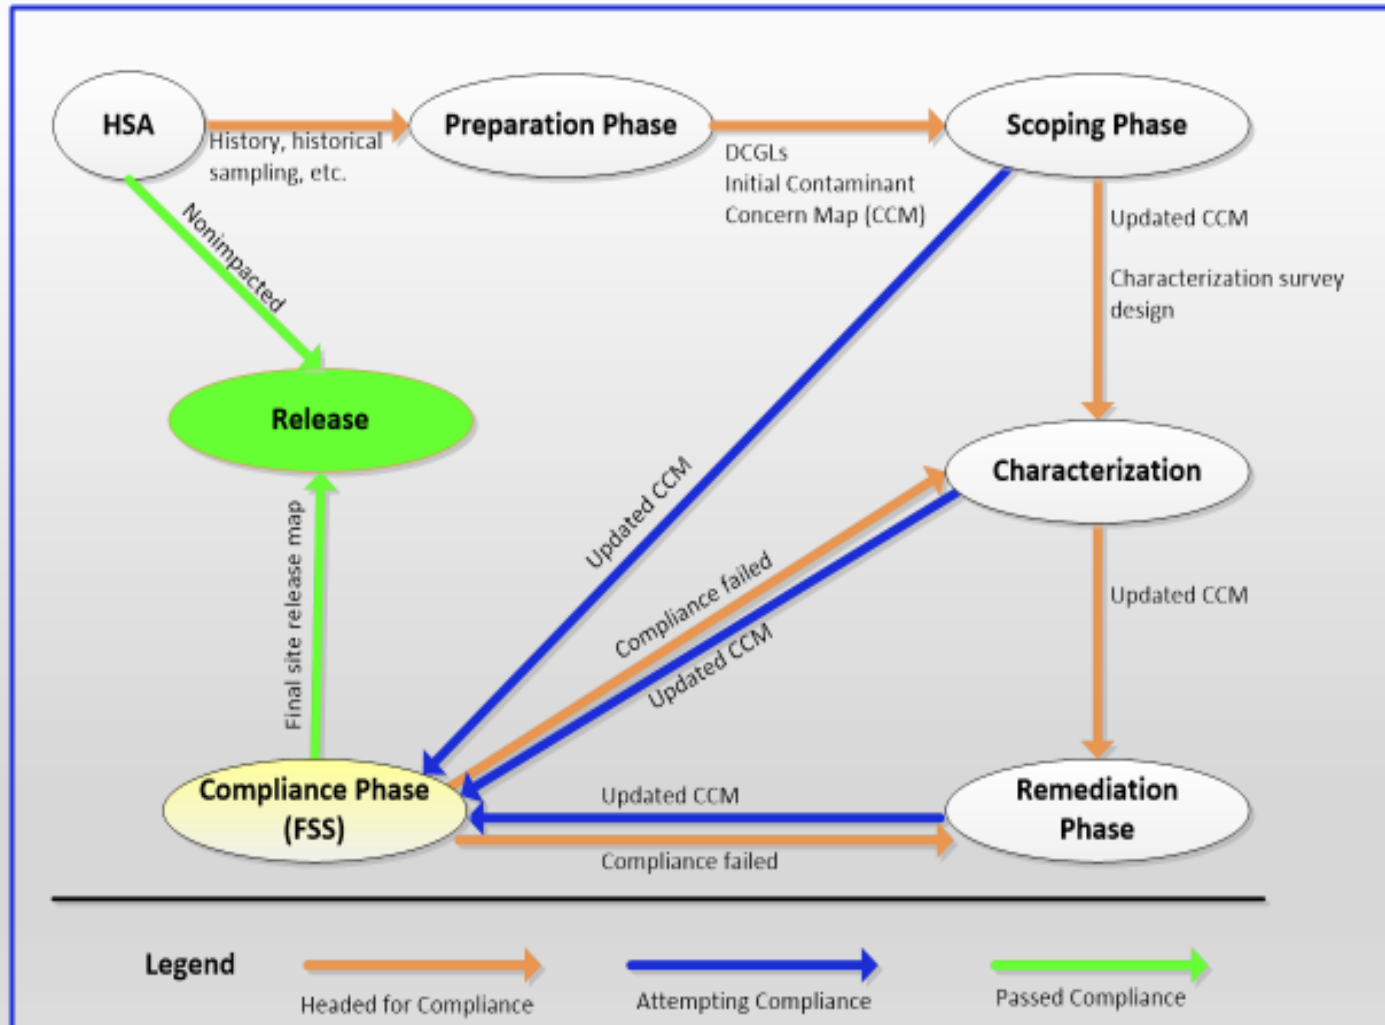 HSA
Preparation Phase
Scoping Phase
History, historical
sampling, etc.
DCGLs
Initial Contaminant
Concern Map (CCM)
Updated CCM
Characterization survey
design
Nonimpacted
Release
Updated CCM
Characterization
Compliance failed
Updated CCM
Updated CCM
Final site release map
Compliance Phase
(FSS)
Updated CCM
Compliance failed
Remediation
Phase
Legend
Headed for Compliance
Attempting Compliance
Passed Compliance